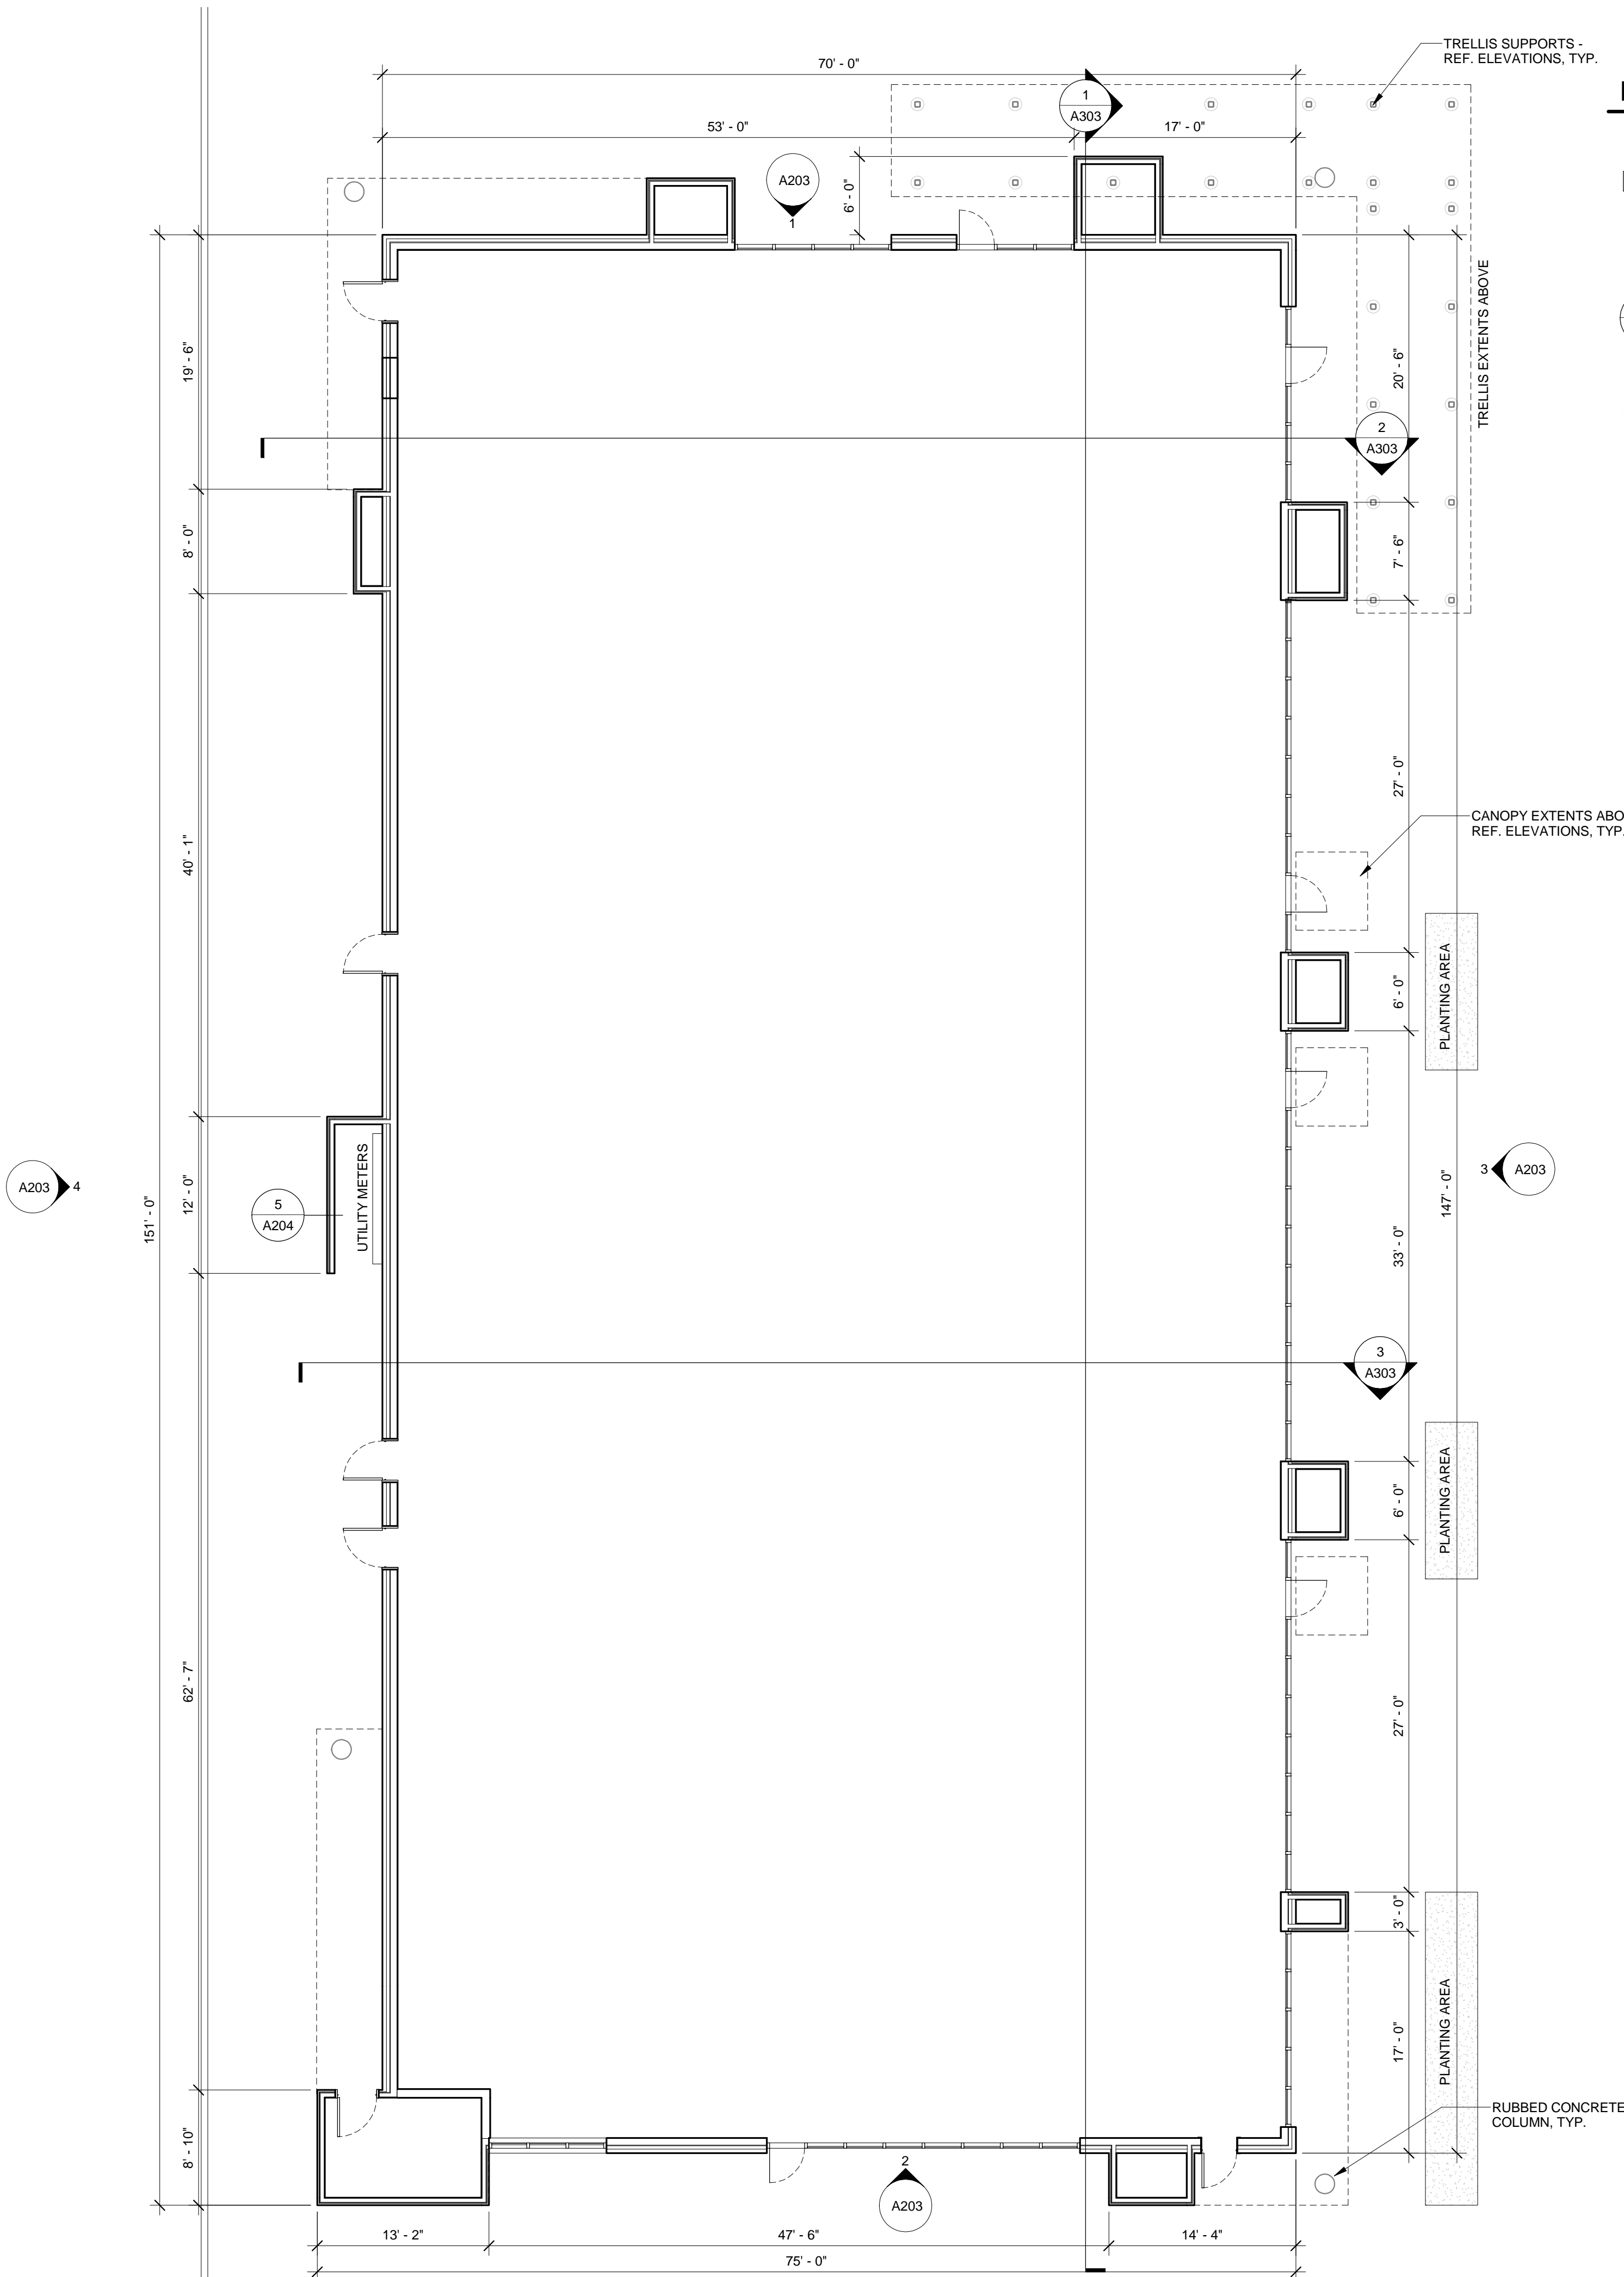 TRELLIS SUPPORTS -
REF. ELEVATIONS, TYP.
70' - 0"
1
A303
53' - 0"
17' - 0"
A203
1
6' - 0"
TRELLIS EXTENTS ABOVE
19' - 6"
20' - 6"
2
A303
8' - 0"
7' - 6"
27' - 0"
CANOPY EXTENTS ABO
REF. ELEVATIONS, TYP.
40' - 1"
6' - 0"
PLANTING AREA
A203
4
151' - 0"
12' - 0"
5
A204
UTILITY METERS
3
A203
147' - 0"
33' - 0"
3
A303
6' - 0"
PLANTING AREA
62' - 7"
27' - 0"
3' - 0"
17' - 0"
PLANTING AREA
RUBBED CONCRETE
COLUMN, TYP.
8' - 10"
2
A203
13' - 2"
47' - 6"
14' - 4"
75' - 0"